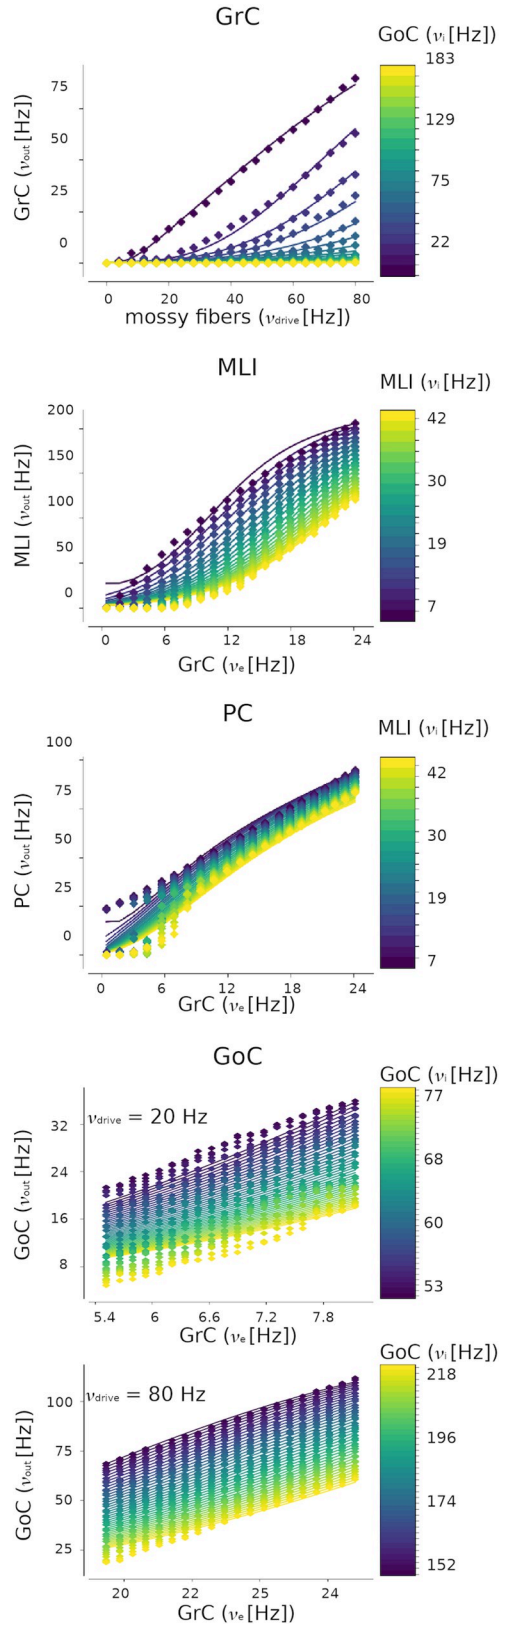 GrC
GoC (νi [Hz])
183
129
75
22
75
50
25
0
GrC (νout [Hz])
0 20 40 60 80
mossy fibers (νdrive [Hz])
MLI
MLI (νi [Hz])
42
30
19
7
200
150
100
50
0
MLI (νout [Hz])
0 6 12 18 24
GrC (νe [Hz])
PC
MLI (νi [Hz])
42
30
19
7
100
75
50
25
0
PC (νout [Hz])
0 6 12 18 24
GrC (νe [Hz])
GoC
GoC (νi [Hz])
77
68
60
53
νdrive = 20 Hz
32
24
16
8
GoC (νout [Hz])
5.4 6 6.6 7.2 7.8
GrC (νe [Hz])
GoC (νi [Hz])
218
196
174
152
νdrive = 80 Hz
100
75
50
25
GoC (νout [Hz])
20 22 25 24
GrC (νe [Hz])